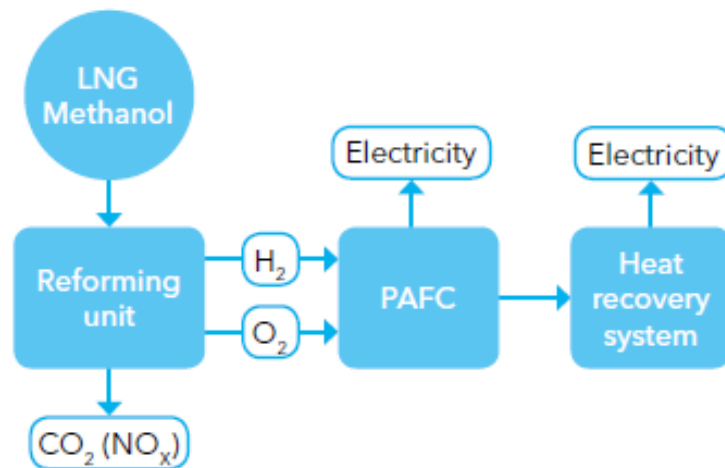 LNG
Methanol
Electricity
Electricity
Reforming
unit
H₂
O₂
PAFC
Heat
recovery
system
CO₂ (NOₓ)